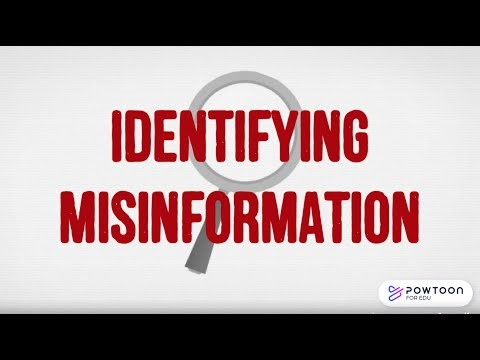 IDENTIFYING
MISINFORMATION
POWTOON
FOR EDU